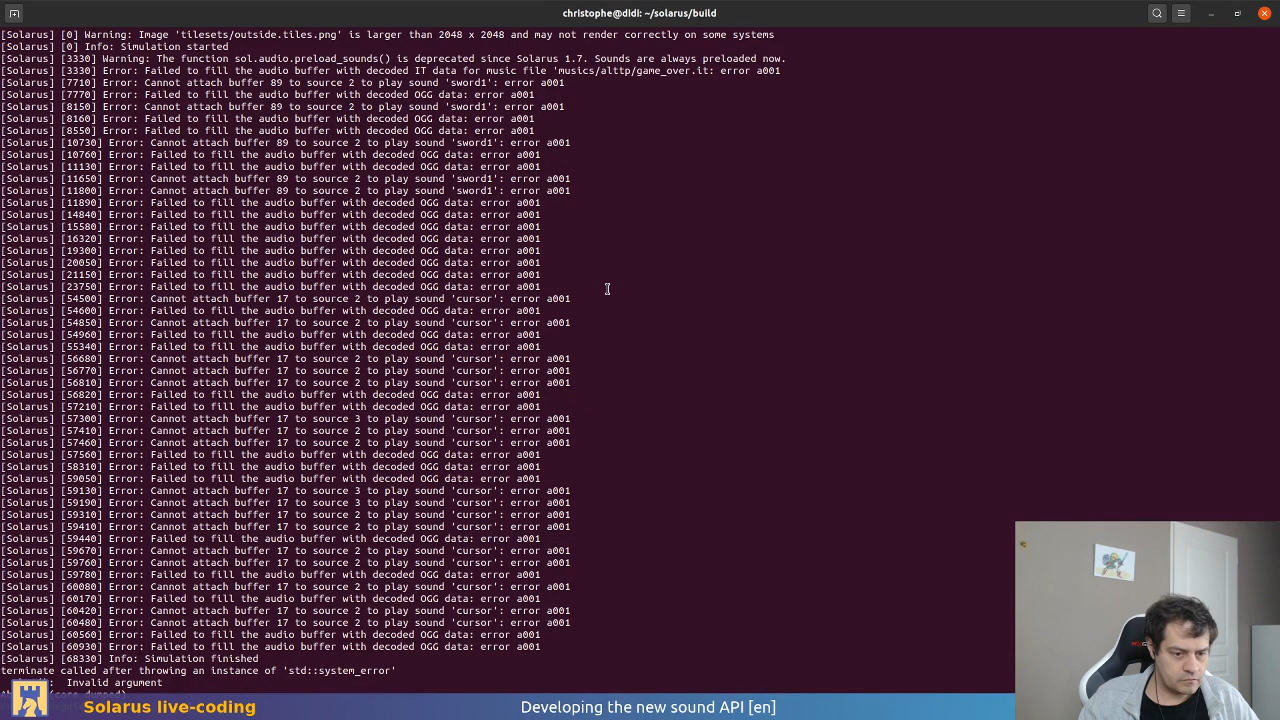 christophe@didi: ~/solarus/build
[Solarus] [0] Warning: Image 'tilesets/outside.tiles.png' is larger than 2048 x 2048 and may not render correctly on some systems
[Solarus] [0] Info: Simulation started
[Solarus] [3330] Warning: The function sol.audio.preload_sounds() is deprecated since Solarus 1.7. Sounds are always preloaded now.
[Solarus] [3330] Error: Failed to fill the audio buffer with decoded IT data for music file 'musics/alttp/game_over.it: error a001
[Solarus] [7710] Error: Cannot attach buffer 89 to source 2 to play sound 'sword1': error a001
[Solarus] [7770] Error: Failed to fill the audio buffer with decoded OGG data: error a001
[Solarus] [8150] Error: Cannot attach buffer 89 to source 2 to play sound 'sword1': error a001
[Solarus] [8160] Error: Failed to fill the audio buffer with decoded OGG data: error a001
[Solarus] [8550] Error: Failed to fill the audio buffer with decoded OGG data: error a001
[Solarus] [10730] Error: Cannot attach buffer 89 to source 2 to play sound 'sword1': error a001
[Solarus] [10760] Error: Failed to fill the audio buffer with decoded OGG data: error a001
[Solarus] [11130] Error: Failed to fill the audio buffer with decoded OGG data: error a001
[Solarus] [11650] Error: Cannot attach buffer 89 to source 2 to play sound 'sword1': error a001
[Solarus] [11800] Error: Cannot attach buffer 89 to source 2 to play sound 'sword1': error a001
[Solarus] [11890] Error: Failed to fill the audio buffer with decoded OGG data: error a001
[Solarus] [14840] Error: Failed to fill the audio buffer with decoded OGG data: error a001
[Solarus] [15580] Error: Failed to fill the audio buffer with decoded OGG data: error a001
[Solarus] [16320] Error: Failed to fill the audio buffer with decoded OGG data: error a001
[Solarus] [19300] Error: Failed to fill the audio buffer with decoded OGG data: error a001
[Solarus] [20050] Error: Failed to fill the audio buffer with decoded OGG data: error a001
[Solarus] [21150] Error: Failed to fill the audio buffer with decoded OGG data: error a001
[Solarus] [23750] Error: Failed to fill the audio buffer with decoded OGG data: error a001
[Solarus] [54500] Error: Cannot attach buffer 17 to source 2 to play sound 'cursor': error a001
[Solarus] [54600] Error: Failed to fill the audio buffer with decoded OGG data: error a001
[Solarus] [54850] Error: Cannot attach buffer 17 to source 2 to play sound 'cursor': error a001
[Solarus] [54960] Error: Failed to fill the audio buffer with decoded OGG data: error a001
[Solarus] [55340] Error: Failed to fill the audio buffer with decoded OGG data: error a001
[Solarus] [56680] Error: Cannot attach buffer 17 to source 2 to play sound 'cursor': error a001
[Solarus] [56770] Error: Cannot attach buffer 17 to source 2 to play sound 'cursor': error a001
[Solarus] [56810] Error: Cannot attach buffer 17 to source 2 to play sound 'cursor': error a001
[Solarus] [56820] Error: Failed to fill the audio buffer with decoded OGG data: error a001
[Solarus] [57210] Error: Failed to fill the audio buffer with decoded OGG data: error a001
[Solarus] [57300] Error: Cannot attach buffer 17 to source 3 to play sound 'cursor': error a001
[Solarus] [57410] Error: Cannot attach buffer 17 to source 2 to play sound 'cursor': error a001
[Solarus] [57460] Error: Cannot attach buffer 17 to source 2 to play sound 'cursor': error a001
[Solarus] [57560] Error: Failed to fill the audio buffer with decoded OGG data: error a001
[Solarus] [58310] Error: Failed to fill the audio buffer with decoded OGG data: error a001
[Solarus] [59050] Error: Failed to fill the audio buffer with decoded OGG data: error a001
[Solarus] [59130] Error: Cannot attach buffer 17 to source 3 to play sound 'cursor': error a001
[Solarus] [59190] Error: Cannot attach buffer 17 to source 3 to play sound 'cursor': error a001
[Solarus] [59310] Error: Cannot attach buffer 17 to source 2 to play sound 'cursor': error a001
[Solarus] [59410] Error: Cannot attach buffer 17 to source 2 to play sound 'cursor': error a001
[Solarus] [59440] Error: Failed to fill the audio buffer with decoded OGG data: error a001
[Solarus] [59670] Error: Cannot attach buffer 17 to source 2 to play sound 'cursor': error a001
[Solarus] [59760] Error: Cannot attach buffer 17 to source 2 to play sound 'cursor': error a001
[Solarus] [59780] Error: Failed to fill the audio buffer with decoded OGG data: error a001
[Solarus] [60080] Error: Cannot attach buffer 17 to source 2 to play sound 'cursor': error a001
[Solarus] [60170] Error: Failed to fill the audio buffer with decoded OGG data: error a001
[Solarus] [60420] Error: Cannot attach buffer 17 to source 2 to play sound 'cursor': error a001
[Solarus] [60480] Error: Cannot attach buffer 17 to source 2 to play sound 'cursor': error a001
[Solarus] [60560] Error: Failed to fill the audio buffer with decoded OGG data: error a001
[Solarus] [60930] Error: Failed to fill the audio buffer with decoded OGG data: error a001
[Solarus] [68330] Info: Simulation finished
terminate called after throwing an instance of 'std::system_error'
Invalid argument
Solarus live-coding
Developing the new sound API [en]